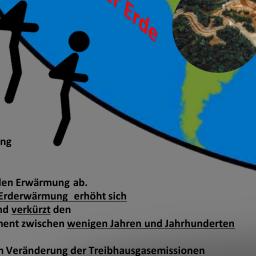 er Erde
ng
len Erwärmung ab.
Erderwärmung erhöht sich
nd verkürzt den
ment zwischen wenigen Jahren und Jahrhunderten
n Veränderung der Treibhausgasemissionen